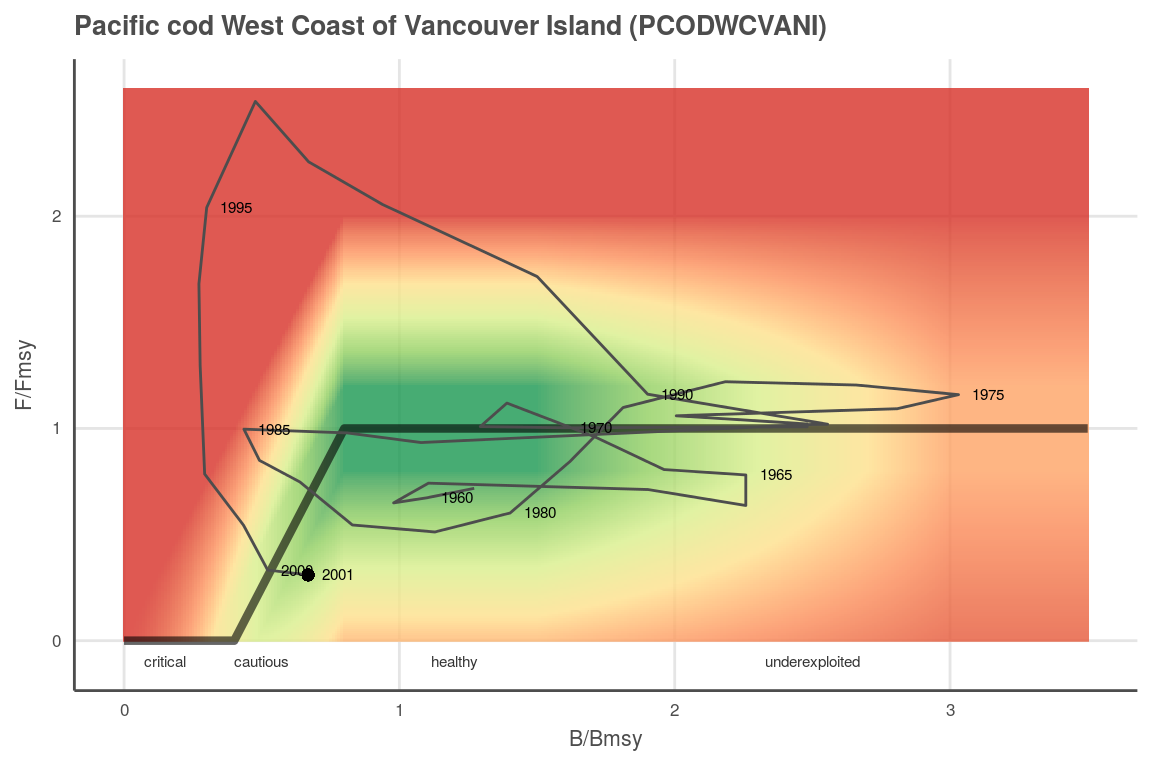 Pacific cod West Coast of Vancouver Island (PCODWCVANI)
F/Fmsy
2
1
0
1995
1990
1975
1985
1970
1965
1960
1980
2000
2001
critical cautious healthy underexploited
0 1 2 3
B/Bmsy